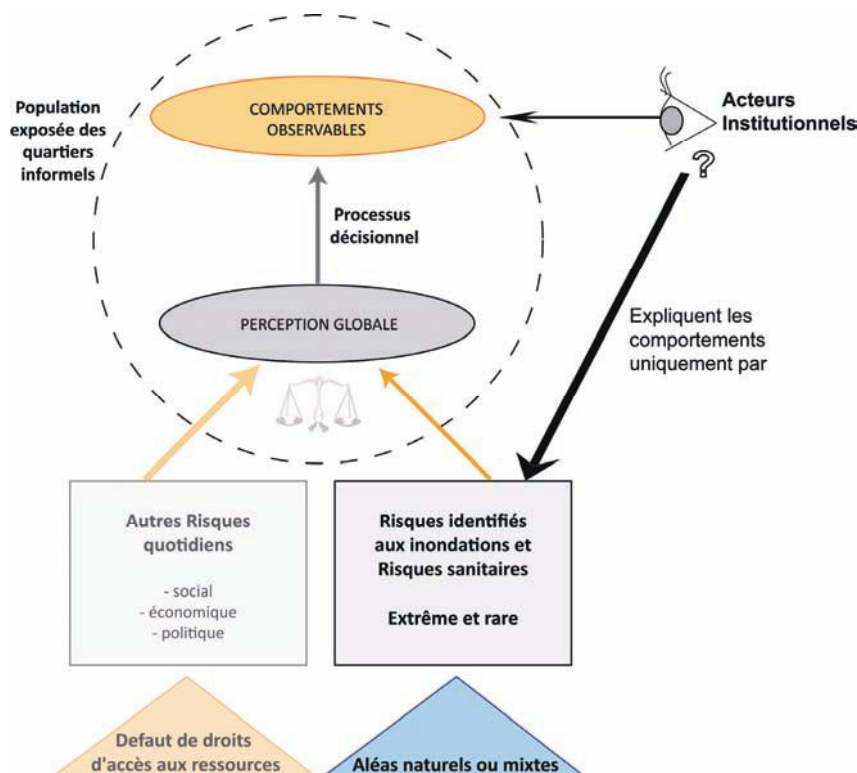 Population
exposée des
quartiers
informels
COMPORTEMENTS
OBSERVABLES
Acteurs
Institutionnels
?
Processus
décisionnel
PERCEPTION GLOBALE
Expliquent les
comportements
uniquement par
Autres Risques
quotidiens
- social
- économique
- politique
Risques identifiés
aux inondations et
Risques sanitaires
Extrême et rare
Defaut de droits
d'accès aux ressources
Aléas naturels ou mixtes